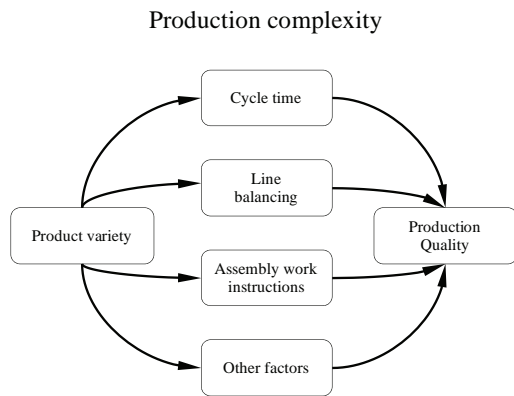 Production complexity
Cycle time
Line
balancing
Product variety
Production
Quality
Assembly work
instructions
Other factors